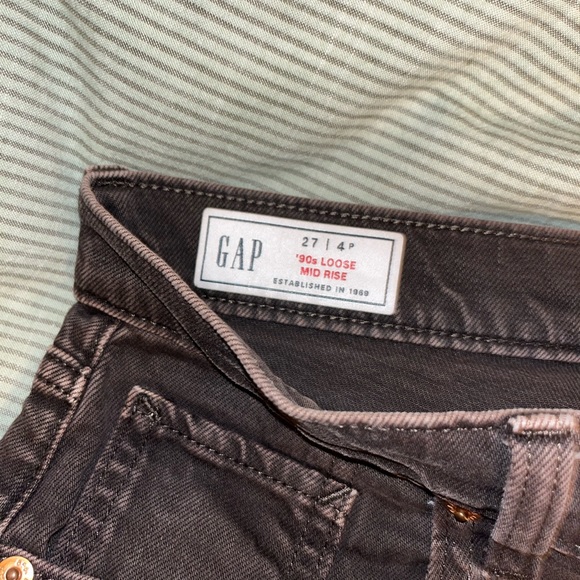 GAP
27 | 4P
'90s LOOSE
MID RISE
ESTABLISHED IN 1969